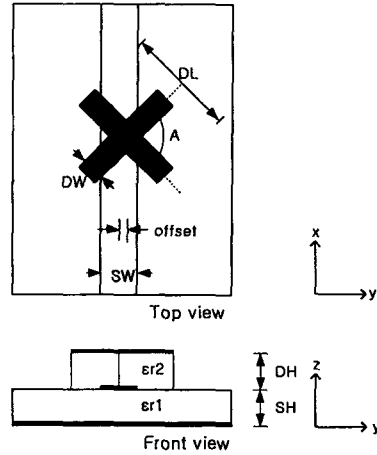 DL
A
DW
offset
SW
x
y
Top view
εr2
DH
z
εr1
SH
y
Front view